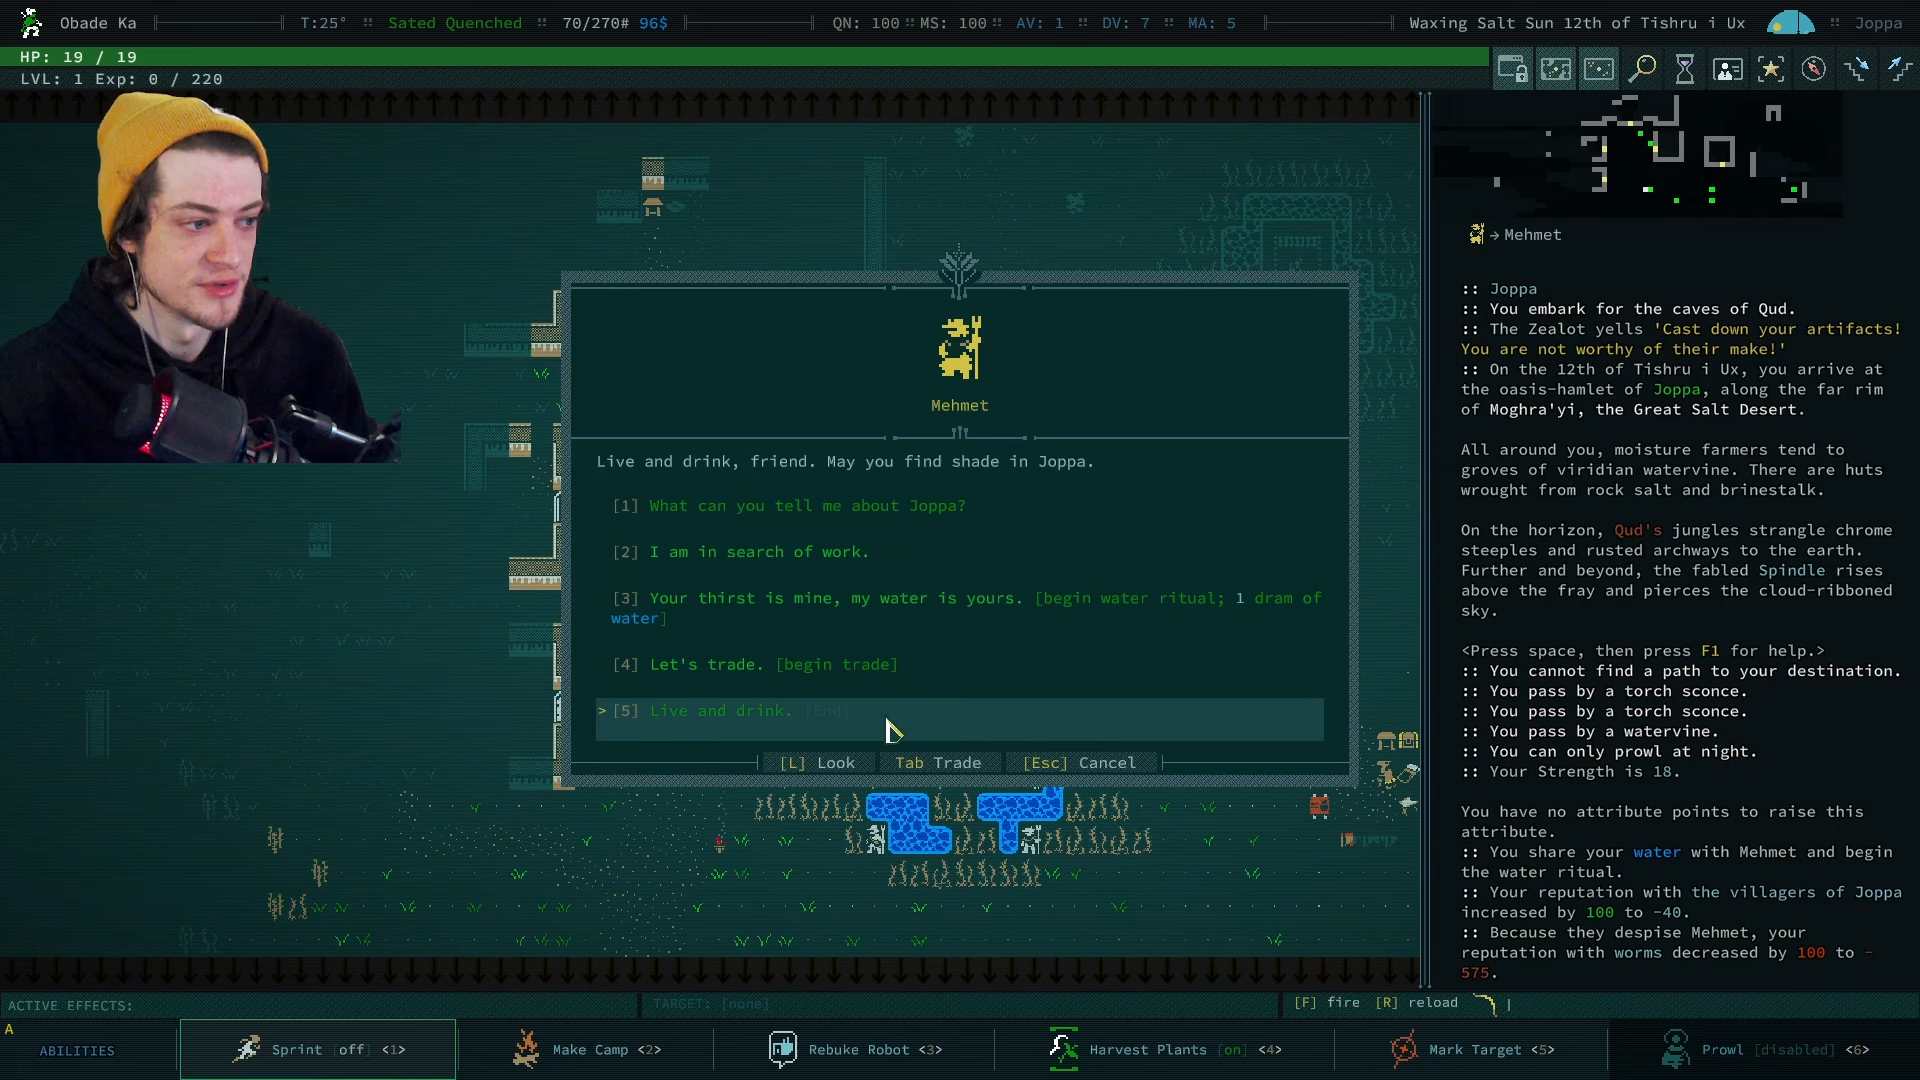 Obade Ka
T:25° :: Sated Quenched :: 70/270# 96$
QN: 100 :: MS: 100 :: AV: 1 :: DV: 7 :: MA: 5
Waxing Salt Sun 12th of Tishru i Ux :: Joppa
HP: 19 / 19
LVL: 1 Exp: 0 / 220
Mehmet
Live and drink, friend. May you find shade in Joppa.
[1] What can you tell me about Joppa?
[2] I am in search of work.
[3] Your thirst is mine, my water is yours. [begin water ritual; 1 dram of
water]
[4] Let's trade. [begin trade]
> [5] Live and drink. [End]
[L] Look
Tab Trade
[Esc] Cancel
→ Mehmet
:: Joppa
:: You embark for the caves of Qud.
:: The Zealot yells 'Cast down your artifacts!
You are not worthy of their make!'
:: On the 12th of Tishru i Ux, you arrive at
the oasis-hamlet of Joppa, along the far rim
of Moghra'yi, the Great Salt Desert.
All around you, moisture farmers tend to
groves of viridian watervine. There are huts
wrought from rock salt and brinestalk.
On the horizon, Qud's jungles strangle chrome
steeples and rusted archways to the earth.
Further and beyond, the fabled Spindle rises
above the fray and pierces the cloud-ribboned
sky.
<Press space, then press F1 for help.>
:: You cannot find a path to your destination.
:: You pass by a torch sconce.
:: You pass by a torch sconce.
:: You pass by a watervine.
:: You can only prowl at night.
:: Your Strength is 18.
You have no attribute points to raise this
attribute.
:: You share your water with Mehmet and begin
the water ritual.
:: Your reputation with the villagers of Joppa
increased by 100 to -40.
:: Because they despise Mehmet, your
reputation with worms decreased by 100 to -
575.
ACTIVE EFFECTS:
TARGET: [none]
[F] fire [R] reload
A
ABILITIES
Sprint [off] <1>
Make Camp <2>
Rebuke Robot <3>
Harvest Plants [on] <4>
Mark Target <5>
Prowl [disabled] <6>